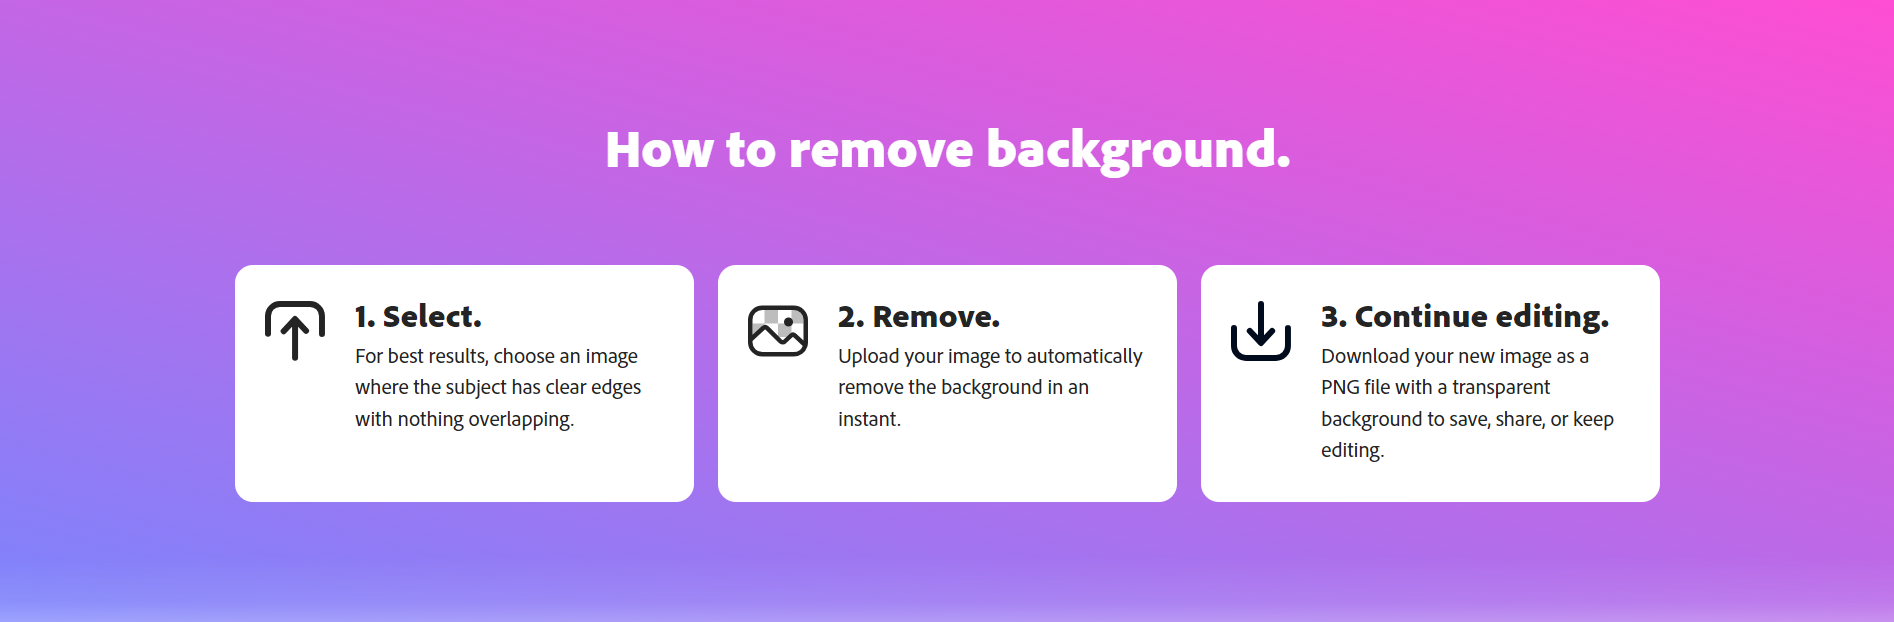 How to remove background.
1. Select.
For best results, choose an image
where the subject has clear edges
with nothing overlapping.
2. Remove.
Upload your image to automatically
remove the background in an
instant.
3. Continue editing.
Download your new image as a
PNG file with a transparent
background to save, share, or keep
editing.